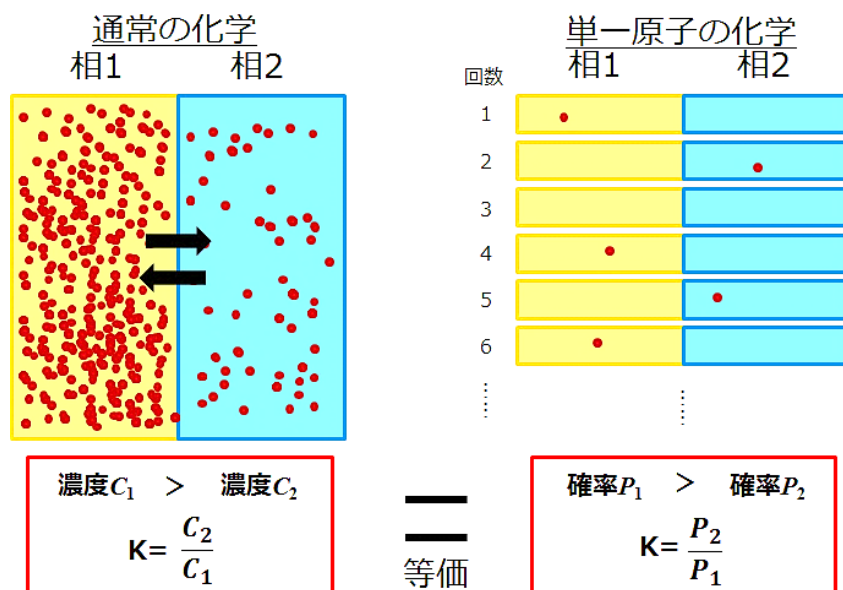 通常の化学
相1 相2
濃度C₁ > 濃度C₂
K= C₂/C₁
等価
単一原子の化学
回数 相1 相2
1
2
3
4
5
6
……
……
確率P₁ > 確率P₂
K= P₂/P₁